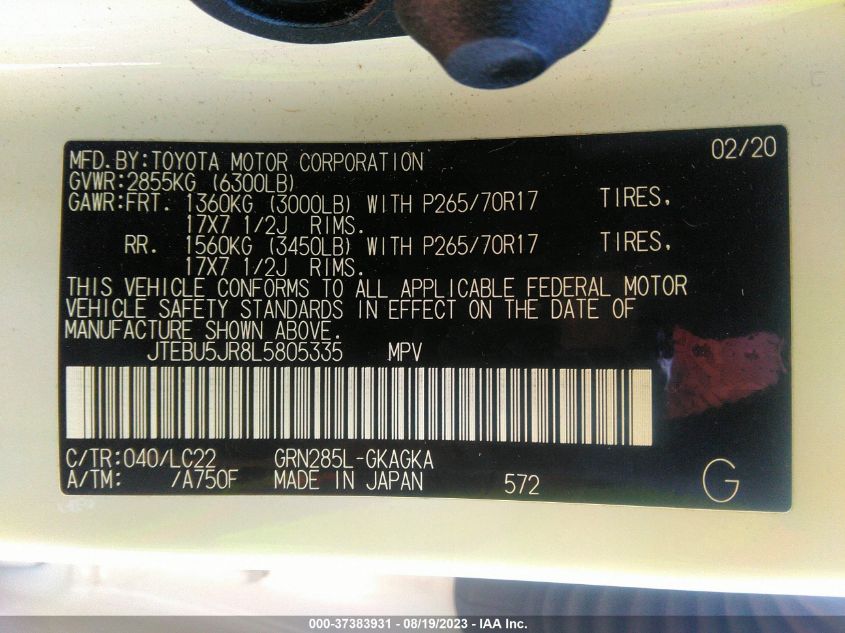 02/20
MFD.BY:TOYOTA MOTOR CORPORATION
GVWR:2855KG (6300LB)
GAWR:FRT. 1360KG (3000LB) WITH P265/70R17 TIRES,
17X7 1/2J RIMS.
RR. 1560KG (3450LB) WITH P265/70R17 TIRES,
17X7 1/2J RIMS.
THIS VEHICLE CONFORMS TO ALL APPLICABLE FEDERAL MOTOR
VEHICLE SAFETY STANDARDS IN EFFECT ON THE DATE OF
MANUFACTURE SHOWN ABOVE.
JTEBU5JR8L5805335 MPV
C/TR:040/LC22 GRN285L-GKAGKA
A/TM: /A750F MADE IN JAPAN 572 G
000-37383931 - 08/19/2023 - IAA Inc.